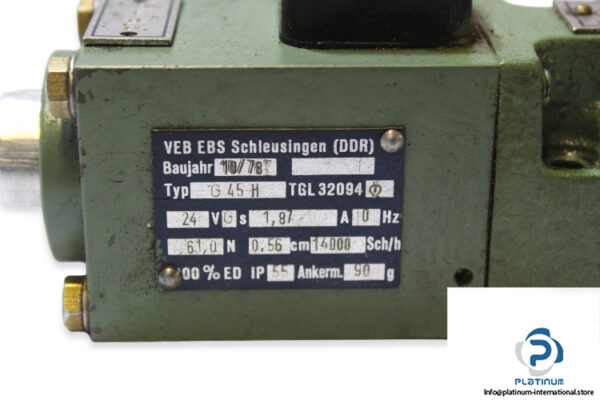 VEB EBS Schleusingen (DDR)
Baujahr 10/78
Typ G 45 H TGL 32094
24 V G s 1,87 A 0 Hz
61,0 N 0.56 cm 14000 Sch/h
00 % ED IP 55 Ankerm. 90 g
PLATINUM
Info@platinum-international.store